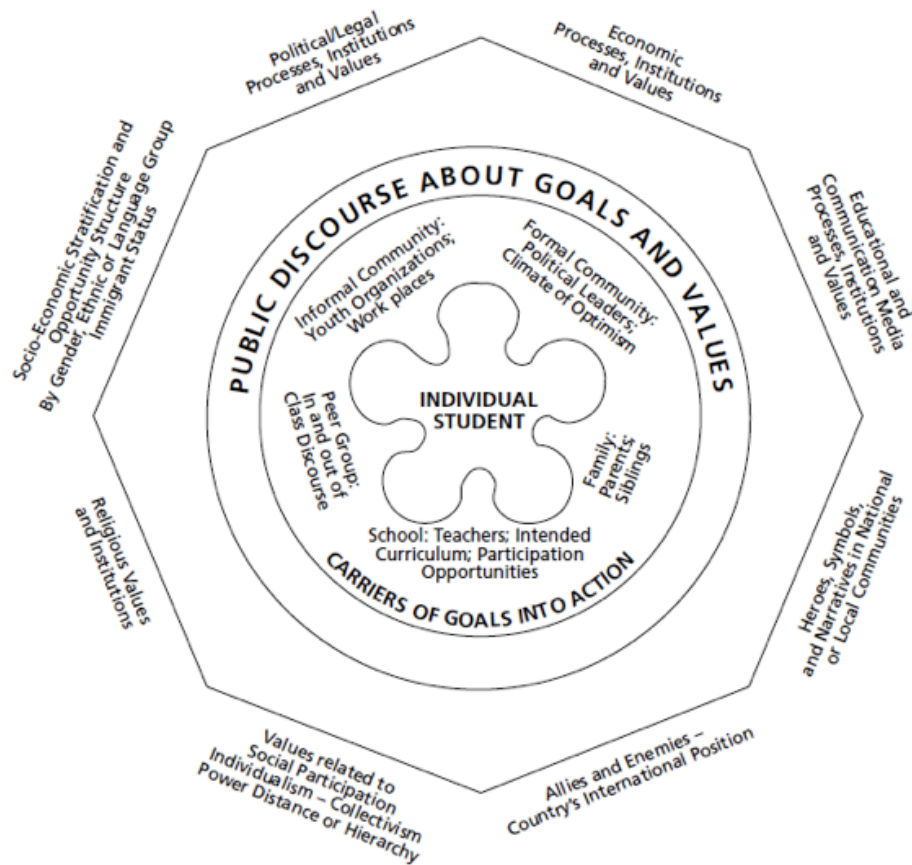 Political/Legal
Processes, Institutions
and Values
Economic
Processes, Institutions
and Values
Socio-Economic Stratification and
Opportunity Structure
By Gender, Ethnic or Language Group
Immigrant Status
Educational and
Communication Media
Processes, Institutions
and Values
PUBLIC DISCOURSE ABOUT GOALS AND VALUES
Informal Community:
Youth Organizations;
Work places
Formal Community:
Political Leaders;
Climate of Optimism
INDIVIDUAL
STUDENT
Peer Group:
In and out of
Class Discourse
Family:
Parents;
Siblings
School: Teachers; Intended
Curriculum; Participation
Opportunities
CARRIERS OF GOALS INTO ACTION
Religious Values
and Institutions
Heroes, Symbols,
and Narratives in National
or Local Communities
Values related to
Social Participation
Individualism – Collectivism
Power Distance or Hierarchy
Allies and Enemies –
Country's International Position